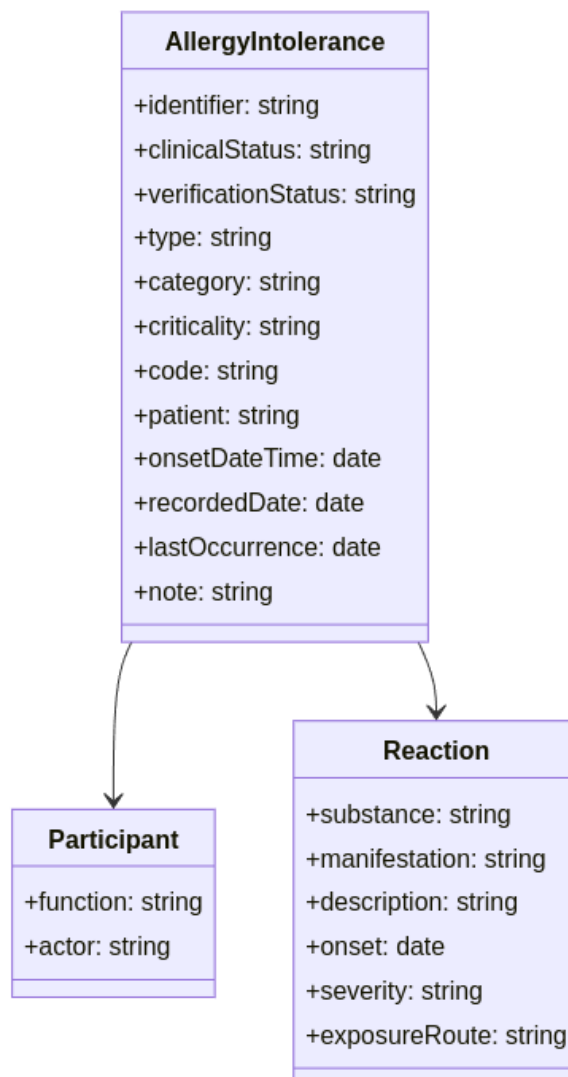 AllergyIntolerance
+identifier: string
+clinicalStatus: string
+verificationStatus: string
+type: string
+category: string
+criticality: string
+code: string
+patient: string
+onsetDateTime: date
+recordedDate: date
+lastOccurrence: date
+note: string
Participant
+function: string
+actor: string
Reaction
+substance: string
+manifestation: string
+description: string
+onset: date
+severity: string
+exposureRoute: string